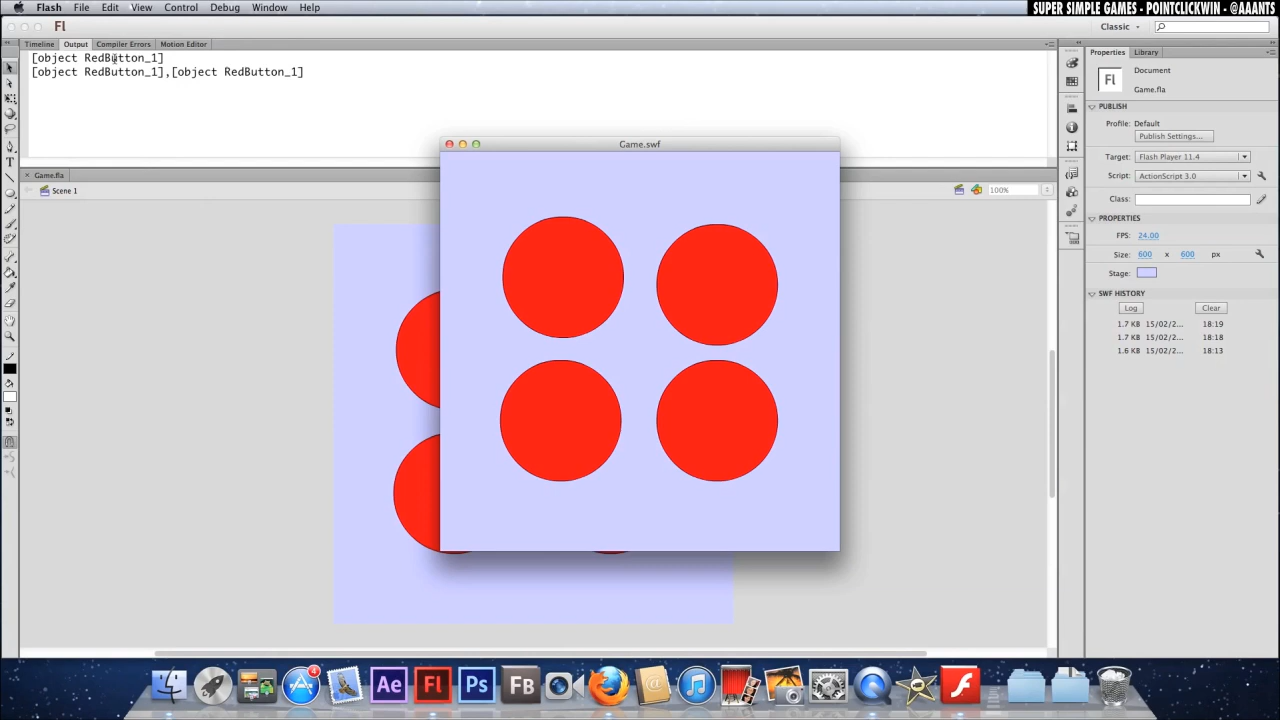 Flash File Edit View Control Debug Window Help
SUPER SIMPLE GAMES - POINTCLICKWIN - @AAANTS
Fl
Classic
Timeline Output Compiler Errors Motion Editor
[object RedButton_1]
[object RedButton_1],[object RedButton_1]
Game.fla
Scene 1
100%
Game.swf
Properties Library
Fl
Document
Game.fla
PUBLISH
Profile: Default
Publish Settings...
Target: Flash Player 11.4
Script: ActionScript 3.0
Class:
PROPERTIES
FPS: 24.00
Size: 600 x 600 px
Stage:
SWF HISTORY
Log Clear
1.7 KB 15/02/2... 18:19
1.7 KB 15/02/2... 18:18
1.6 KB 15/02/2... 18:13
4
Ae Fl Ps Fb